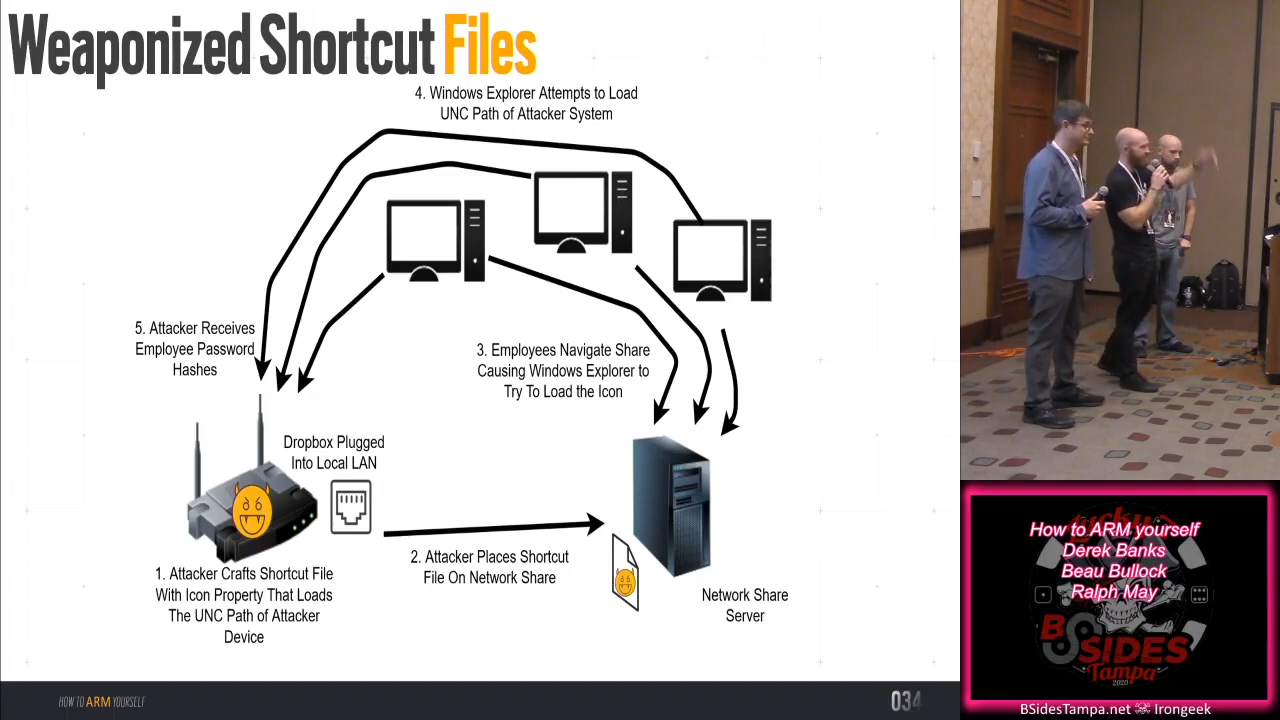 Weaponized Shortcut Files
4. Windows Explorer Attempts to Load
UNC Path of Attacker System
5. Attacker Receives
Employee Password
Hashes
3. Employees Navigate Share
Causing Windows Explorer to
Try To Load the Icon
Dropbox Plugged
Into Local LAN
2. Attacker Places Shortcut
File On Network Share
1. Attacker Crafts Shortcut File
With Icon Property That Loads
The UNC Path of Attacker
Device
Network Share
Server
HOW TO ARM YOURSELF
034
How to ARM yourself
Derek Banks
Beau Bullock
Ralph May
BSIDES
Tampa
2020
BSidesTampa.net Irongeek